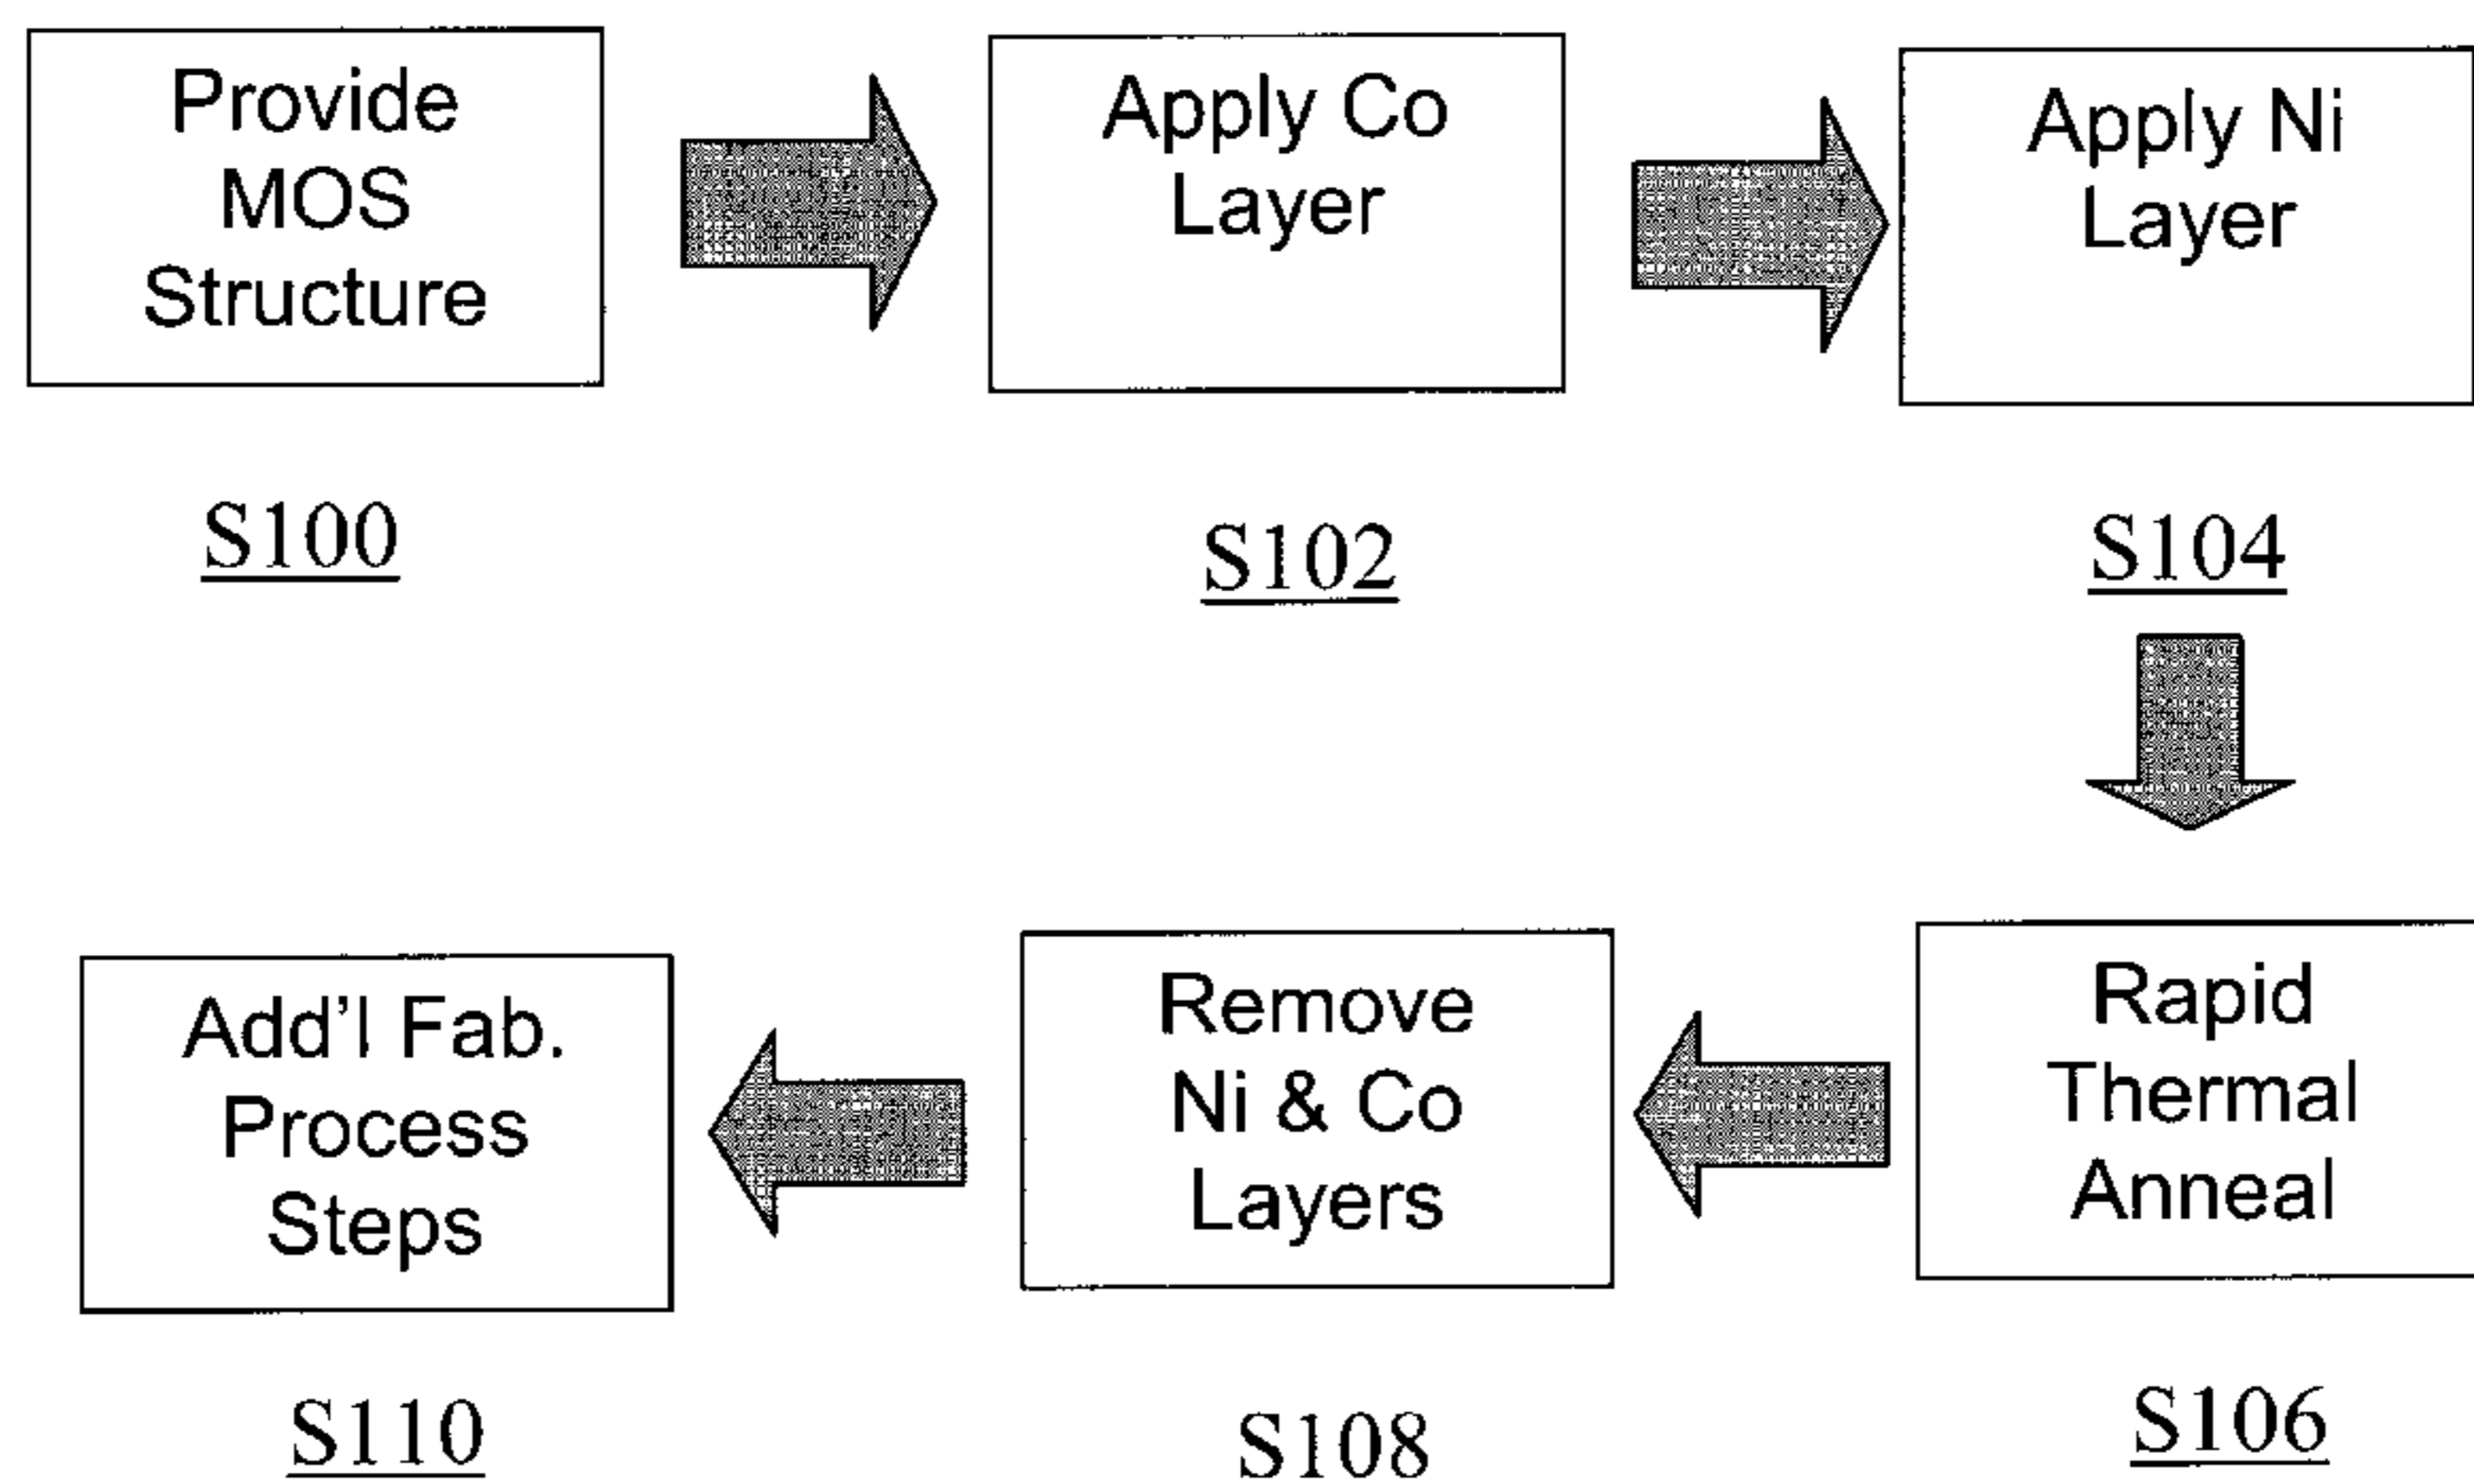 Provide
MOS
Structure
S100
Apply Co
Layer
S102
Apply Ni
Layer
S104
Rapid
Thermal
Anneal
S106
Remove
Ni & Co
Layers
S108
Add’l Fab.
Process
Steps
S110